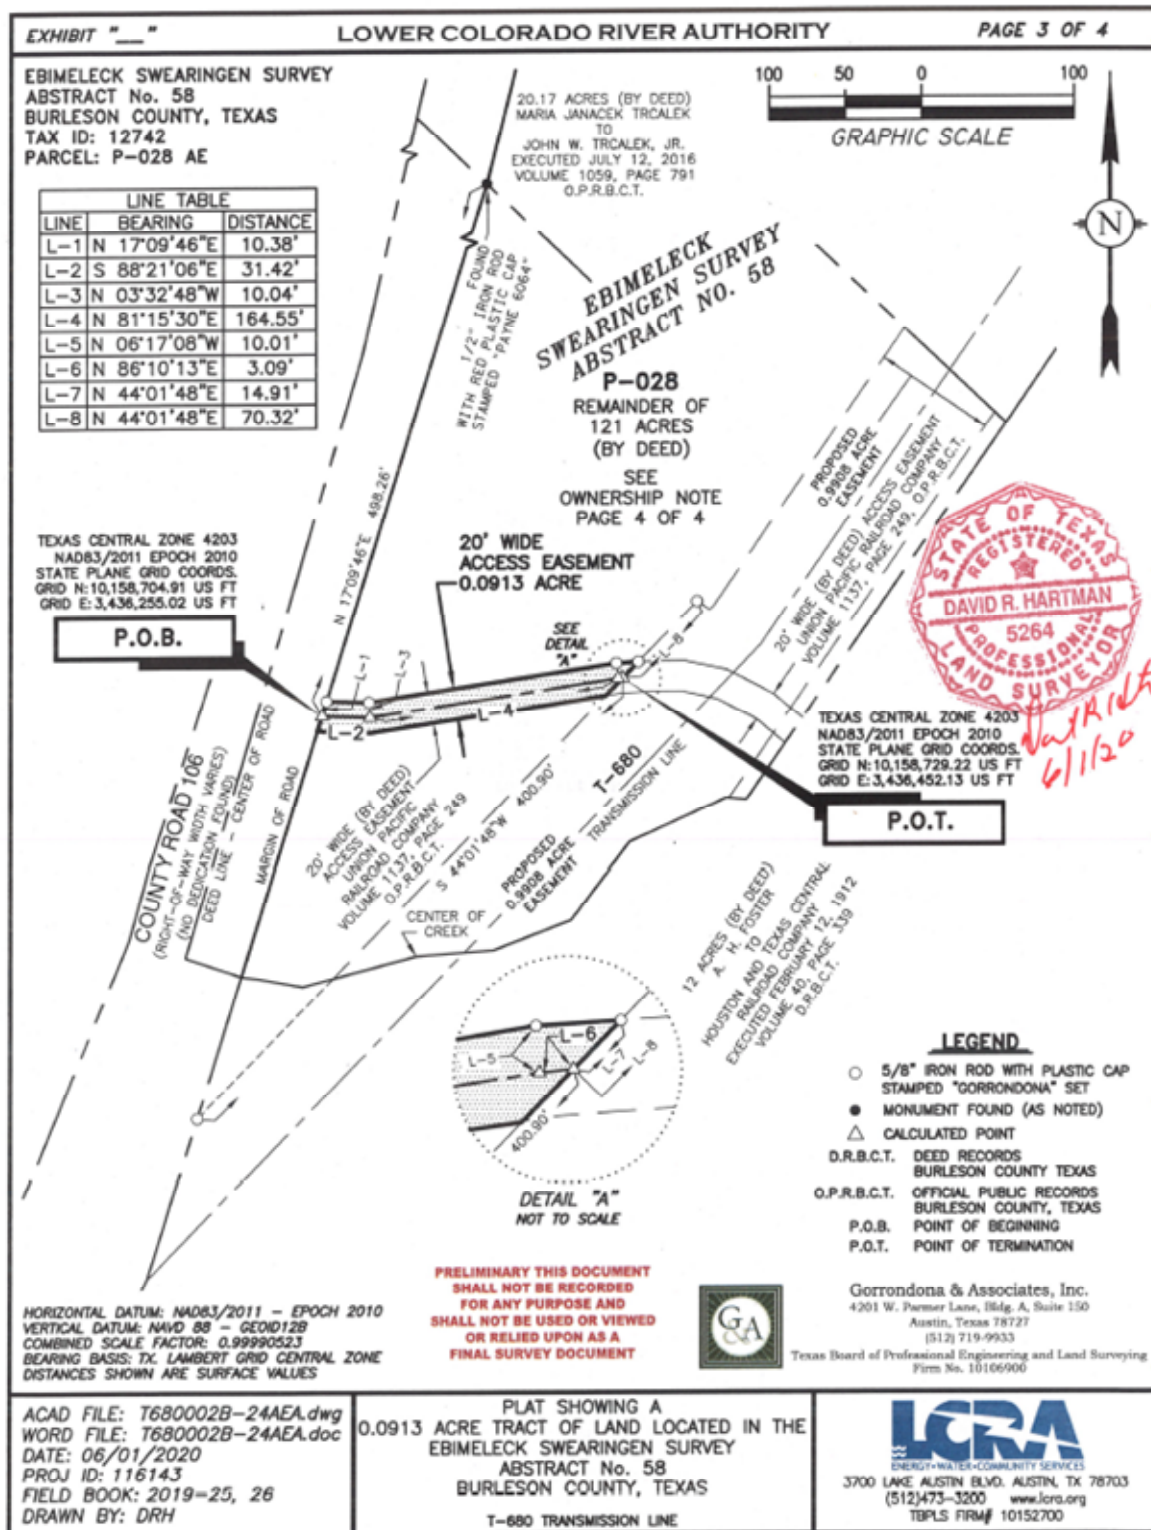 EXHIBIT "__"
LOWER COLORADO RIVER AUTHORITY
PAGE 3 OF 4
EBIMELECK SWEARINGEN SURVEY
ABSTRACT No. 58
BURLESON COUNTY, TEXAS
TAX ID: 12742
PARCEL: P-028 AE
LINE TABLE
LINE BEARING DISTANCE
L-1 N 17°09'46"E 10.38'
L-2 S 88°21'06"E 31.42'
L-3 N 03°32'48"W 10.04'
L-4 N 81°15'30"E 164.55'
L-5 N 06°17'08"W 10.01'
L-6 N 86°10'13"E 3.09'
L-7 N 44°01'48"E 14.91'
L-8 N 44°01'48"E 70.32'
20.17 ACRES (BY DEED)
MARIA JANACEK TRCALEK
TO
JOHN W. TRCALEK, JR.
EXECUTED JULY 12, 2016
VOLUME 1059, PAGE 791
O.P.R.B.C.T.
100 50 0 100
GRAPHIC SCALE
N
FOUND
1/2" IRON ROD
WITH RED PLASTIC CAP
STAMPED "PAYNE 6064"
EBIMELECK
SWEARINGEN SURVEY
ABSTRACT NO. 58
P-028
REMAINDER OF
121 ACRES
(BY DEED)
SEE
OWNERSHIP NOTE
PAGE 4 OF 4
PROPOSED
0.9908 ACRE
EASEMENT
20' WIDE (BY DEED) ACCESS EASEMENT
UNION PACIFIC RAILROAD COMPANY
VOLUME 1137, PAGE 249, O.P.R.B.C.T.
STATE OF TEXAS
REGISTERED
DAVID R. HARTMAN
5264
PROFESSIONAL
LAND SURVEYOR
6/1/20
TEXAS CENTRAL ZONE 4203
NAD83/2011 EPOCH 2010
STATE PLANE GRID COORDS.
GRID N:10,158,704.91 US FT
GRID E:3,436,255.02 US FT
P.O.B.
N 17°09'46"E 498.26'
20' WIDE
ACCESS EASEMENT
0.0913 ACRE
SEE
DETAIL
"A"
L-8
L-1
L-3
L-2
L-4
TEXAS CENTRAL ZONE 4203
NAD83/2011 EPOCH 2010
STATE PLANE GRID COORDS.
GRID N:10,158,729.22 US FT
GRID E:3,436,452.13 US FT
P.O.T.
COUNTY ROAD 106
(RIGHT-OF-WAY WIDTH VARIES)
(NO DEDICATION FOUND)
DEED LINE - CENTER OF ROAD
MARGIN OF ROAD
20' WIDE (BY DEED)
ACCESS EASEMENT
UNION PACIFIC
RAILROAD COMPANY
VOLUME 1137, PAGE 249
O.P.R.B.C.T.
S 44°01'48"W 400.90'
PROPOSED
0.9908 ACRE
EASEMENT
T-680
TRANSMISSION LINE
CENTER OF
CREEK
12 ACRES (BY DEED)
A. H. FOSTER
TO
HOUSTON AND TEXAS CENTRAL
RAILROAD COMPANY
EXECUTED FEBRUARY 12, 1912
VOLUME 40, PAGE 339
D.R.B.C.T.
L-6
L-5
L-7
L-8
400.90'
DETAIL "A"
NOT TO SCALE
LEGEND
5/8" IRON ROD WITH PLASTIC CAP
STAMPED "GORRONDONA" SET
MONUMENT FOUND (AS NOTED)
CALCULATED POINT
D.R.B.C.T. DEED RECORDS
BURLESON COUNTY TEXAS
O.P.R.B.C.T. OFFICIAL PUBLIC RECORDS
BURLESON COUNTY, TEXAS
P.O.B. POINT OF BEGINNING
P.O.T. POINT OF TERMINATION
PRELIMINARY THIS DOCUMENT
SHALL NOT BE RECORDED
FOR ANY PURPOSE AND
SHALL NOT BE USED OR VIEWED
OR RELIED UPON AS A
FINAL SURVEY DOCUMENT
G&A
Gorrondona & Associates, Inc.
4201 W. Parmer Lane, Bldg. A, Suite 150
Austin, Texas 78727
(512) 719-9933
Texas Board of Professional Engineering and Land Surveying
Firm No. 10106900
HORIZONTAL DATUM: NAD83/2011 - EPOCH 2010
VERTICAL DATUM: NAVD 88 - GEOID12B
COMBINED SCALE FACTOR: 0.99990523
BEARING BASIS: TX. LAMBERT GRID CENTRAL ZONE
DISTANCES SHOWN ARE SURFACE VALUES
ACAD FILE: T680002B-24AEA.dwg
WORD FILE: T680002B-24AEA.doc
DATE: 06/01/2020
PROJ ID: 116143
FIELD BOOK: 2019-25, 26
DRAWN BY: DRH
PLAT SHOWING A
0.0913 ACRE TRACT OF LAND LOCATED IN THE
EBIMELECK SWEARINGEN SURVEY
ABSTRACT No. 58
BURLESON COUNTY, TEXAS
T-680 TRANSMISSION LINE
LCRA
ENERGY•WATER•COMMUNITY SERVICES
3700 LAKE AUSTIN BLVD. AUSTIN, TX 78703
(512)473-3200 www.lcra.org
TBPLS FIRM# 10152700